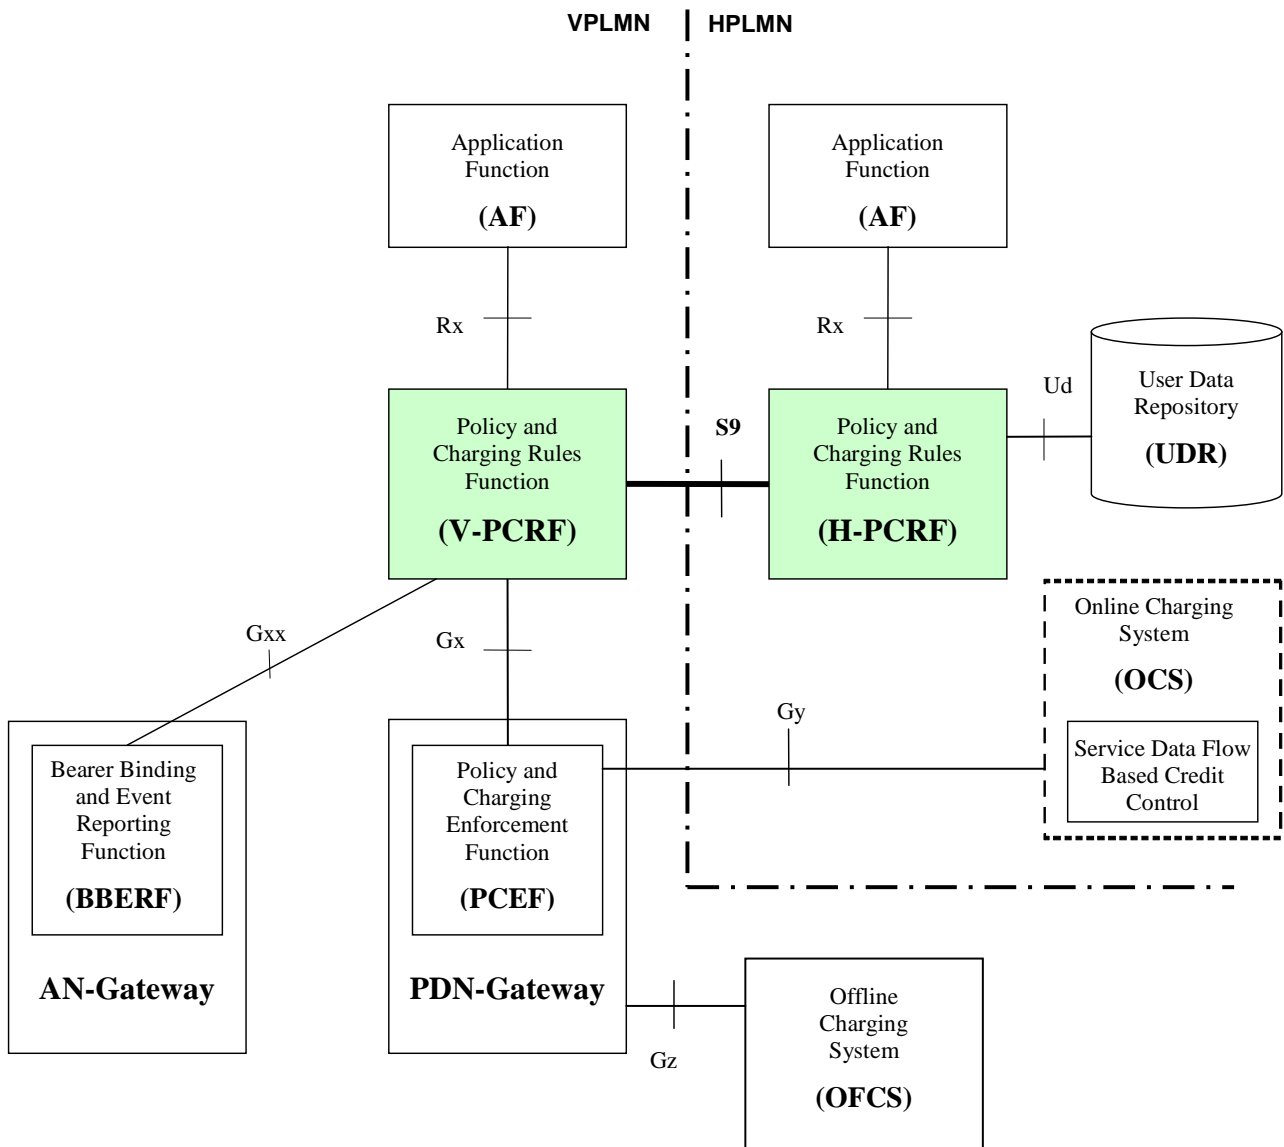 VPLMN
HPLMN
Application
Function
(AF)
Application
Function
(AF)
Rx
Rx
User Data
Repository
(UDR)
Ud
Policy and
Charging Rules
Function
(V-PCRF)
S9
Policy and
Charging Rules
Function
(H-PCRF)
Gxx
Gx
Online Charging
System
(OCS)
Service Data Flow
Based Credit
Control
Gy
Bearer Binding
and Event
Reporting
Function
(BBERF)
AN-Gateway
Policy and
Charging
Enforcement
Function
(PCEF)
PDN-Gateway
Gz
Offline
Charging
System
(OFCS)